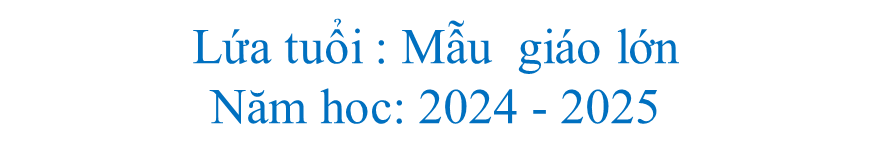 Lứa tuổi : Mẫu  giáo lớn
Năm hoc: 2024 - 2025